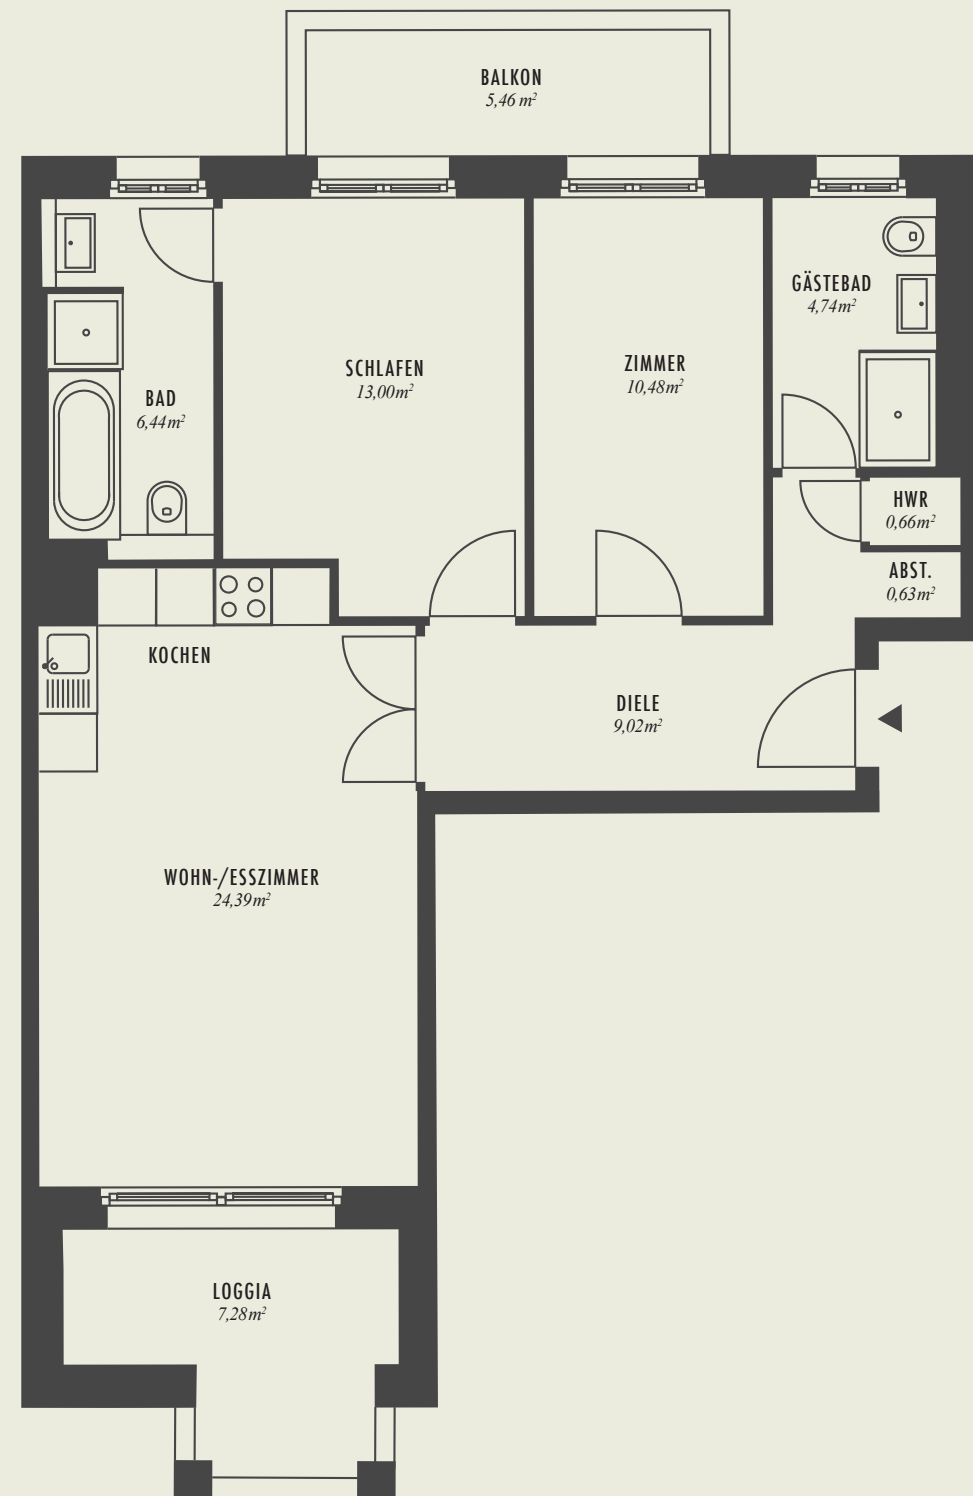 BALKON
5,46 m²
GÄSTEBAD
4,74m²
SCHLAFEN
13,00m²
ZIMMER
10,48m²
BAD
6,44m²
HWR
0,66m²
ABST.
0,63m²
KOCHEN
DIELE
9,02m²
WOHN-/ESSZIMMER
24,39m²
LOGGIA
7,28m²